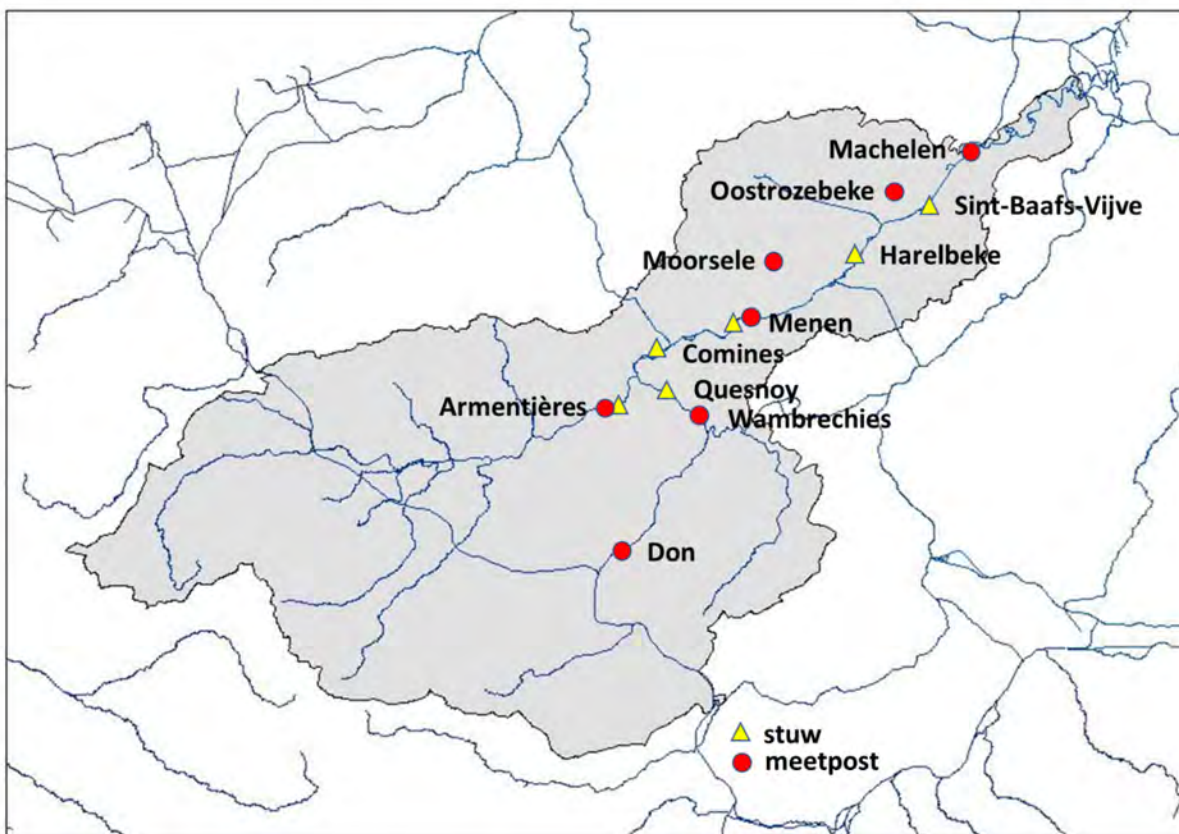 Machelen
Oostrozebeke
Sint-Baafs-Vijve
Moorsele
Harelbeke
Menen
Comines
Quesnoy
Armentières
Wambrechies
Don
stuw
meetpost